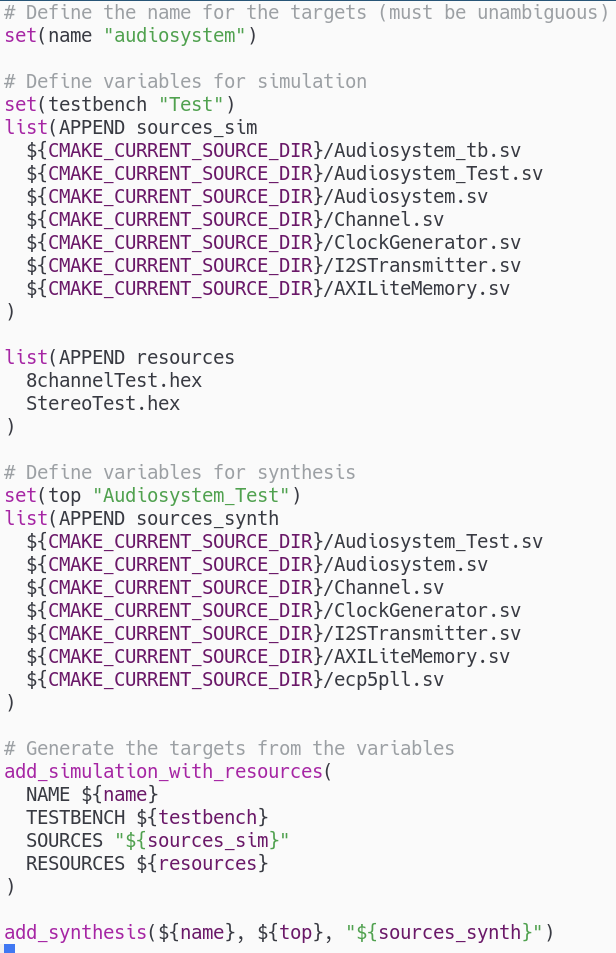 # Define the name for the targets (must be unambiguous)
set(name "audiosystem")

# Define variables for simulation
set(testbench "Test")
list(APPEND sources_sim
  ${CMAKE_CURRENT_SOURCE_DIR}/Audiosystem_tb.sv
  ${CMAKE_CURRENT_SOURCE_DIR}/Audiosystem_Test.sv
  ${CMAKE_CURRENT_SOURCE_DIR}/Audiosystem.sv
  ${CMAKE_CURRENT_SOURCE_DIR}/Channel.sv
  ${CMAKE_CURRENT_SOURCE_DIR}/ClockGenerator.sv
  ${CMAKE_CURRENT_SOURCE_DIR}/I2STransmitter.sv
  ${CMAKE_CURRENT_SOURCE_DIR}/AXILiteMemory.sv
)

list(APPEND resources
  8channelTest.hex
  StereoTest.hex
)

# Define variables for synthesis
set(top "Audiosystem_Test")
list(APPEND sources_synth
  ${CMAKE_CURRENT_SOURCE_DIR}/Audiosystem_Test.sv
  ${CMAKE_CURRENT_SOURCE_DIR}/Audiosystem.sv
  ${CMAKE_CURRENT_SOURCE_DIR}/Channel.sv
  ${CMAKE_CURRENT_SOURCE_DIR}/ClockGenerator.sv
  ${CMAKE_CURRENT_SOURCE_DIR}/I2STransmitter.sv
  ${CMAKE_CURRENT_SOURCE_DIR}/AXILiteMemory.sv
  ${CMAKE_CURRENT_SOURCE_DIR}/ecp5pll.sv
)

# Generate the targets from the variables
add_simulation_with_resources(
  NAME ${name}
  TESTBENCH ${testbench}
  SOURCES "${sources_sim}"
  RESOURCES ${resources}
)

add_synthesis(${name}, ${top}, "${sources_synth}")